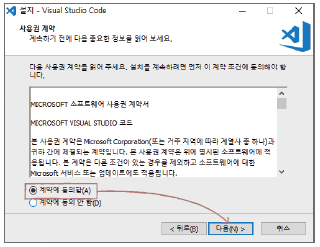 설치 - Visual Studio Code
사용권 계약
계속하기 전에 다음 중요한 정보를 읽어 보세요.
다음 사용권 계약를 읽어 주세요. 설치를 계속하려면 먼저 이 계약 조건에 동의해야 합
니다.
MICROSOFT 소프트웨어 사용권 계약서
MICROSOFT VISUAL STUDIO 코드
본 사용권 계약은 Microsoft Corporation(또는 거주 지역에 따라 계열사 중 하나)과
귀하 간에 체결되는 계약입니다. 본 사용권 계약은 위에 명시된 소프트웨어에 적
용됩니다. 본 계약은 다른 조건이 있는 경우를 제외하고 소프트웨어에 대한
Microsoft 서비스 또는 업데이트에도 적용됩니다.
계약에 동의함(A)
계약에 동의 안 함(D)
< 뒤로(B) 다음(N) > 취소